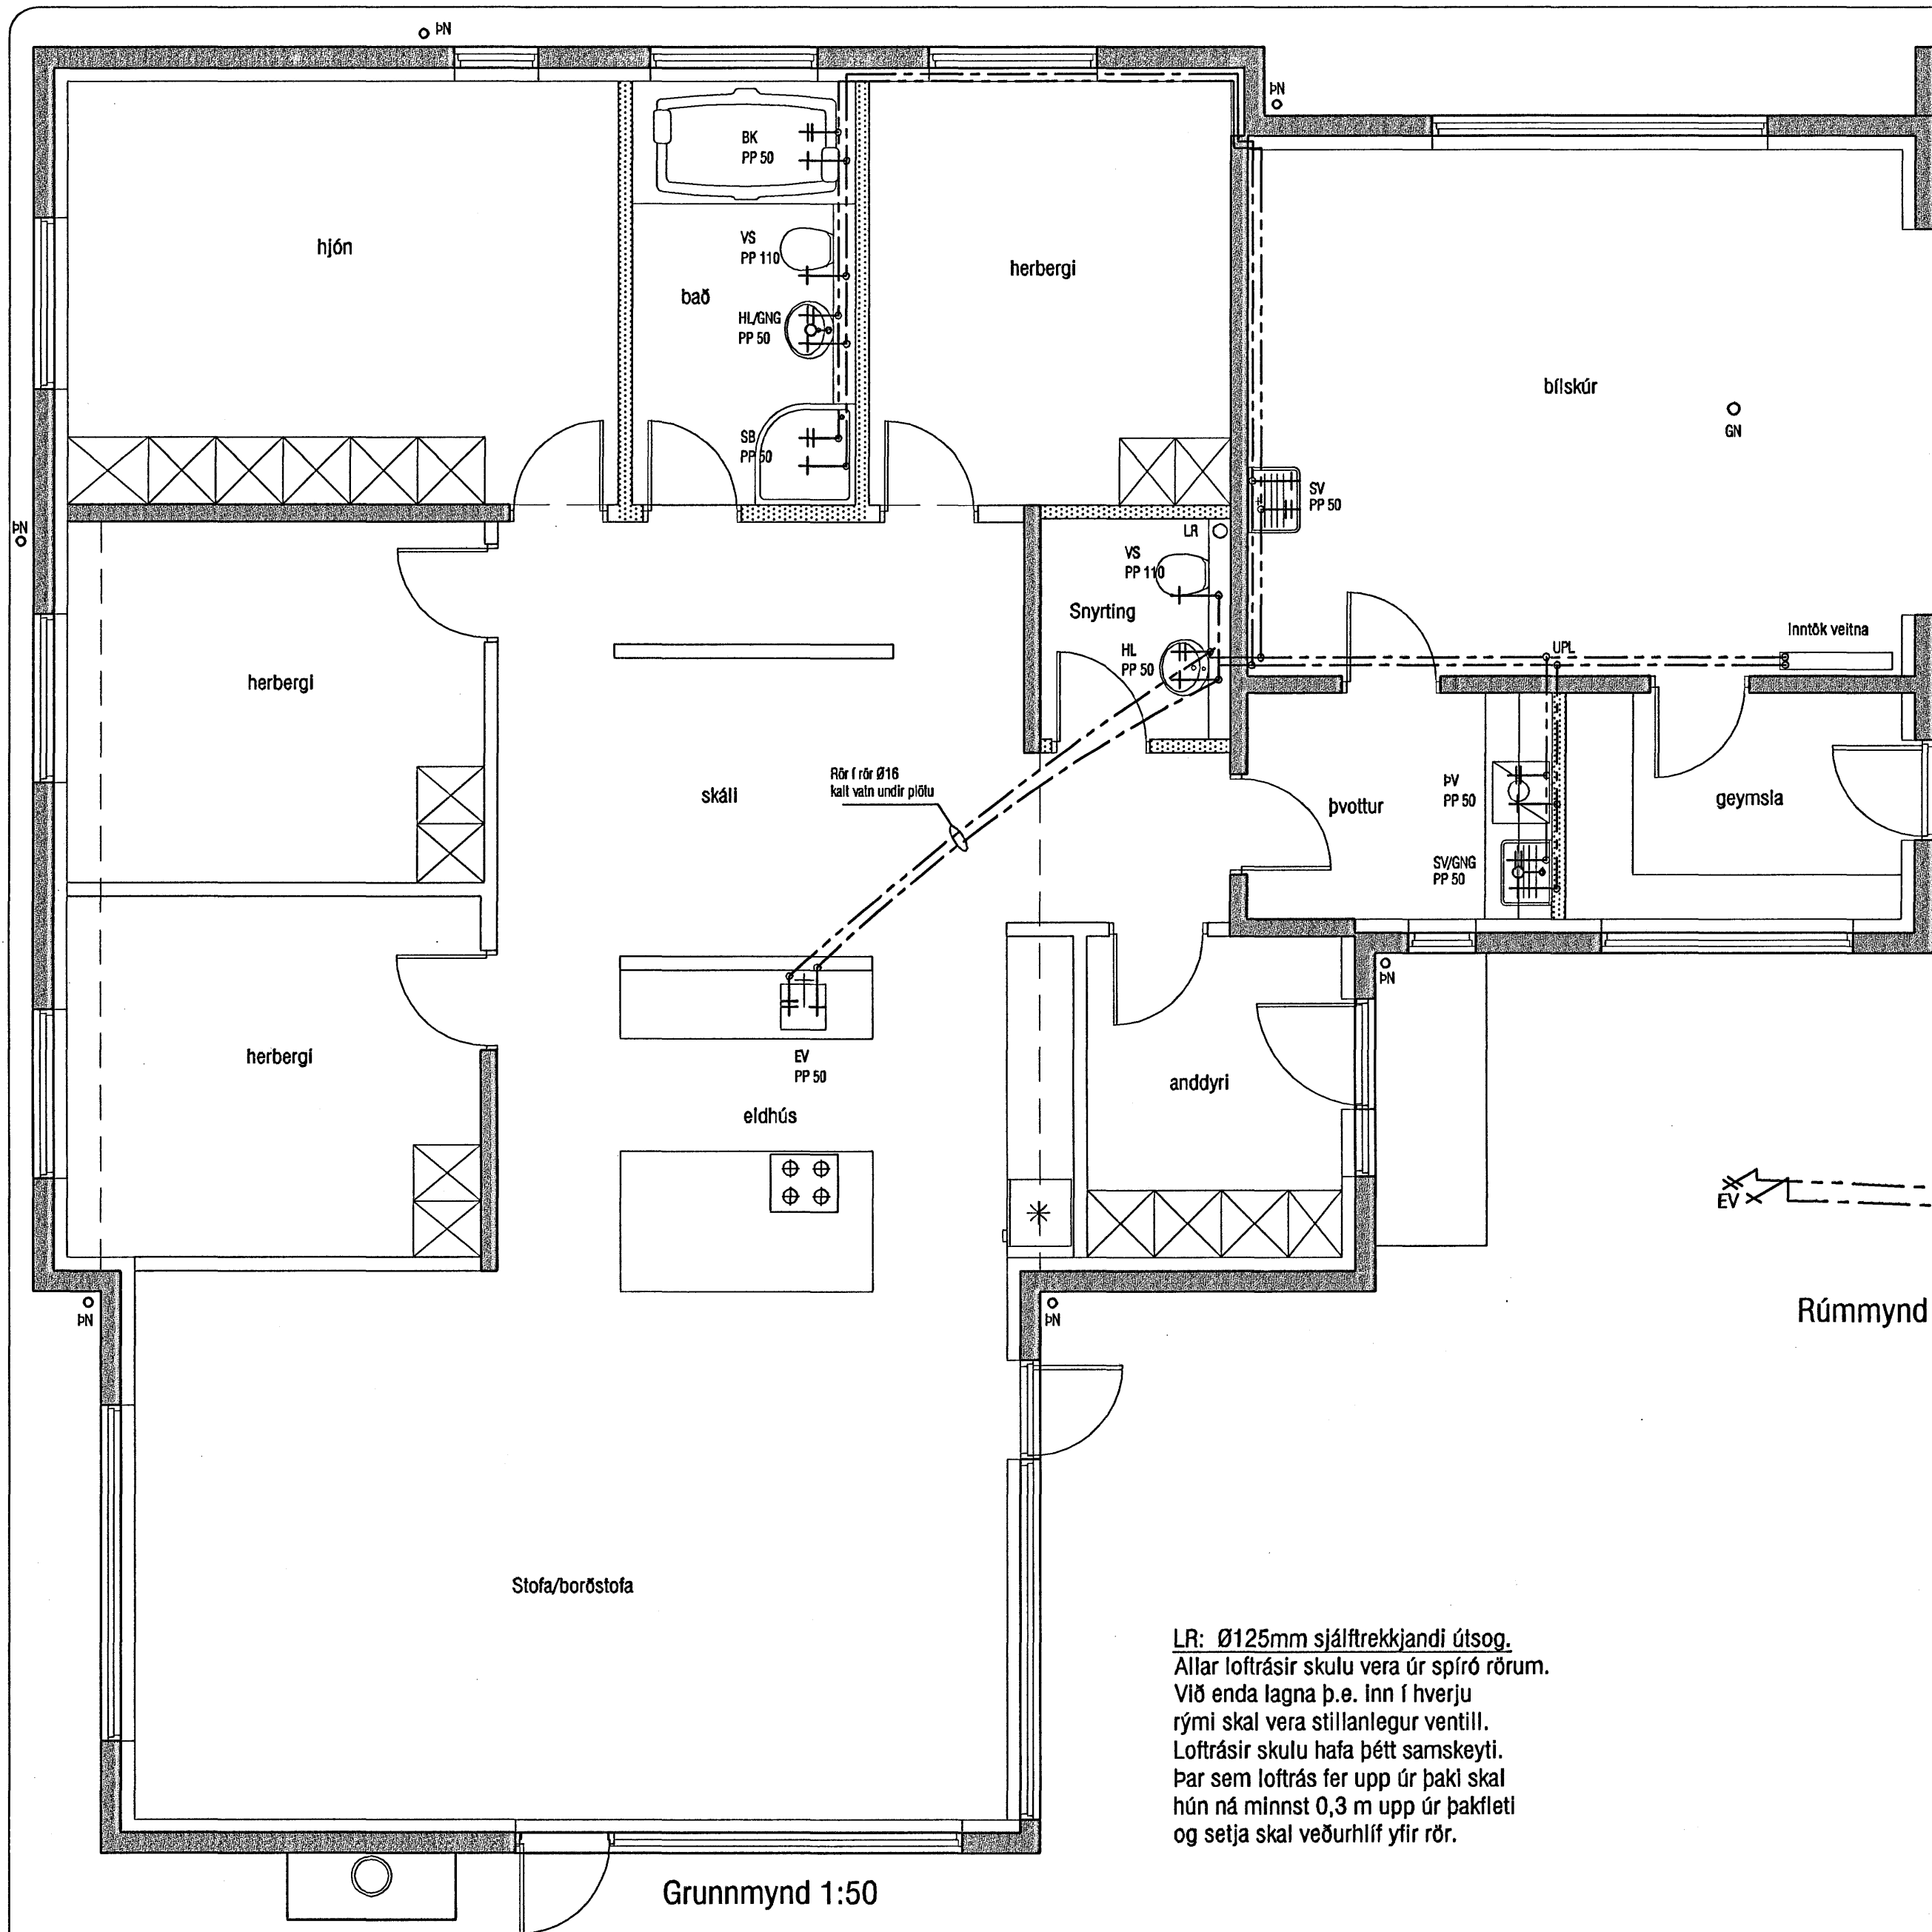 ÞN
ÞN
BK
PP 50
VS
PP 110
hjón
bað
herbergi
HL/GNG
PP 50
bílskúr
GN
SB
PP 50
SV
PP 50
ÞN
LR
VS
PP 110
Snyrting
HL
PP 50
UPL
Inntök veitna
herbergi
Rör í rör Ø16
kalt vatn undir plötu
skáli
ÞV
PP 50
þvottur
geymsla
SV/GNG
PP 50
ÞN
herbergi
EV
PP 50
eldhús
anddyri
EV
ÞN
ÞN
Rúmmynd
Stofa/borðstofa
LR: Ø125mm sjálftrekkjandi útsog.
Allar loftrásir skulu vera úr spíró rörum.
Við enda lagna þ.e. inn í hverju
rými skal vera stillanlegur ventill.
Loftrásir skulu hafa þétt samskeyti.
Þar sem loftrás fer upp úr þaki skal
hún ná minnst 0,3 m upp úr þakfleti
og setja skal veðurhlíf yfir rör.
Grunnmynd 1:50